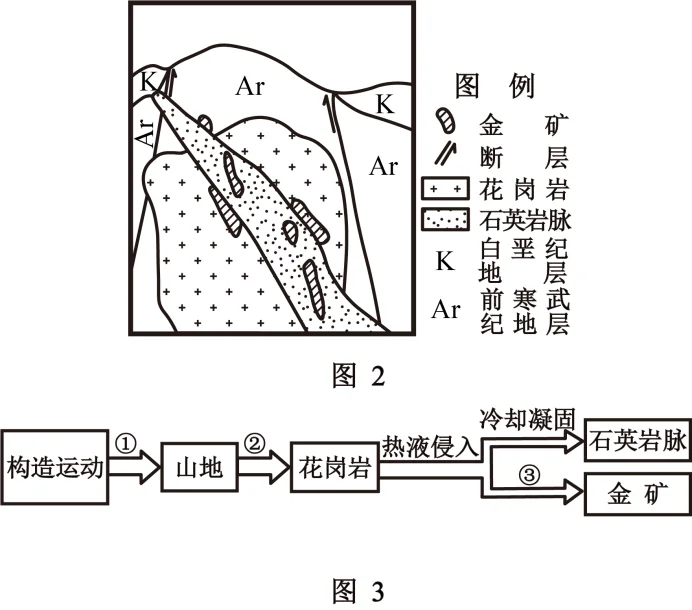 K
Ar
K
Ar
Ar
图 例
金 矿
断 层
花 岗 岩
石英岩脉
K 白 垩 纪
地 层
Ar 前 寒 武
纪 地 层
图 2
构造运动
①
山地
②
花岗岩
热液侵入
冷却凝固
石英岩脉
③
金 矿
图 3